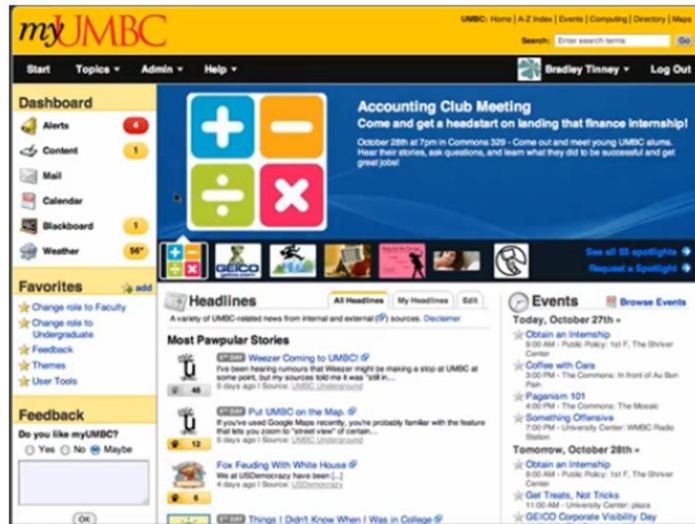 myUMBC
UMBC: Home | A-Z Index | Events | Computing | Directory | Maps
Search: Enter search terms Go
Start Topics Admin Help Bradley Tinney Log Out
Dashboard
Alerts 4
Content 1
Mail
Calendar
Blackboard 1
Weather 56°
Favorites add
Change role to Faculty
Change role to
Undergraduate
Feedback
Themes
User Tools
Feedback
Do you like myUMBC?
Yes No Maybe
OK
Accounting Club Meeting
Come and get a headstart on landing that finance internship!
October 28th at 7pm in Commons 329 - Come out and meet young UMBC alums.
Hear their stories, ask questions, and learn what they did to be successful and get
great jobs!
GEICO
See all 55 spotlights
Request a Spotlight
Headlines All Headlines My Headlines Edit
A variety of UMBC-related news from internal and external sources. Disclaimer
Most Pawpular Stories
Weezer Coming to UMBC!
I've been hearing rumours that Weezer might be making a stop at UMBC at
some point, but my sources told me it was "still in...
5 days ago | Source: UMBC Underground
48
Put UMBC on the Map.
If you've used Google Maps recently, you're probably familiar with the feature
that lets you zoom to "street view" of certain...
5 days ago | Source: UMBC Underground
12
Fox Feuding With White House
We at USDemocrazy have been [...]
4 days ago | Source: USDemocrazy
6
Things I Didn't Know When I Was in College
Events Browse Events
Today, October 27th »
Obtain an Internship
9:00 AM - Public Policy: 1st F, The Shriver
Center
Coffee with Cara
3:00 PM - The Commons: In front of Au Bon
Pain
Paganism 101
4:00 PM - The Commons: The Mosaic
Something Offensive
7:00 PM - University Center: WMBC Radio
Station
Tomorrow, October 28th »
Obtain an Internship
9:00 AM - Public Policy: 1st F, The Shriver
Center
Get Treats, Not Tricks
11:00 AM - University Center: plaza
GEICO Corporate Visibility Day